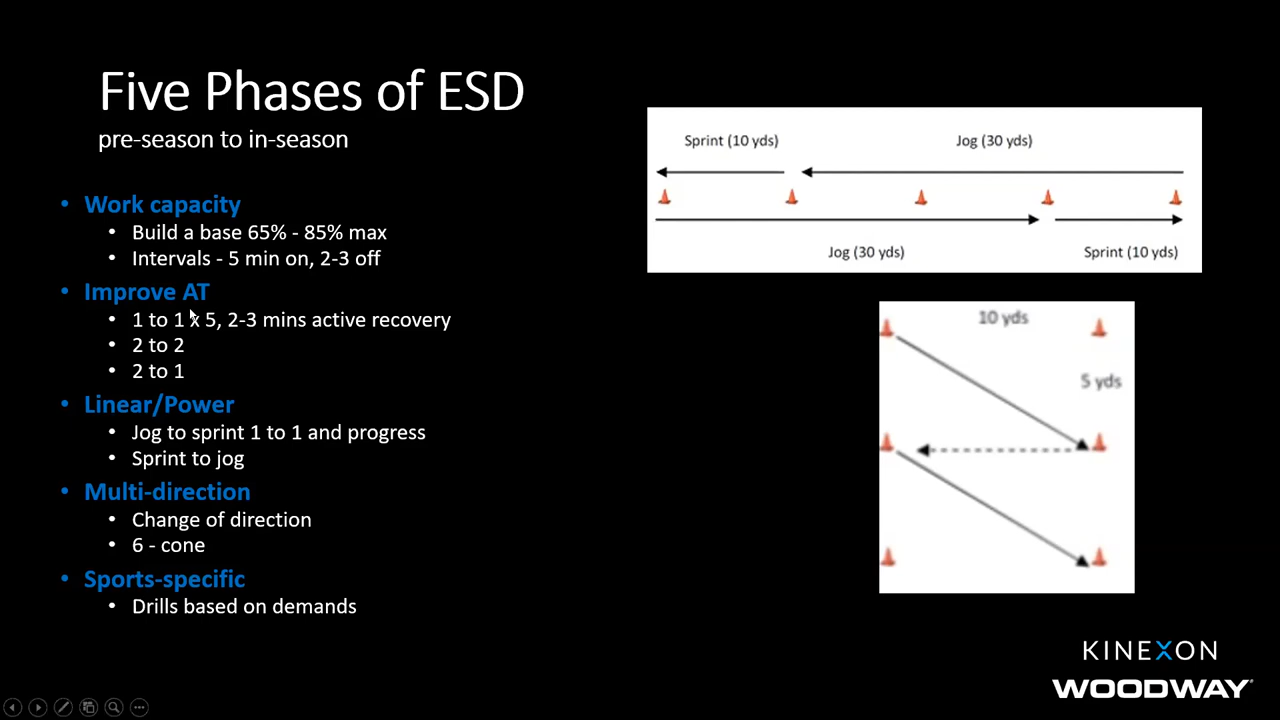 Five Phases of ESD
pre-season to in-season
• Work capacity
• Build a base 65% - 85% max
• Intervals - 5 min on, 2-3 off
• Improve AT
• 1 to 1 x 5, 2-3 mins active recovery
• 2 to 2
• 2 to 1
• Linear/Power
• Jog to sprint 1 to 1 and progress
• Sprint to jog
• Multi-direction
• Change of direction
• 6 - cone
• Sports-specific
• Drills based on demands
Sprint (10 yds)
Jog (30 yds)
Jog (30 yds)
Sprint (10 yds)
10 yds
5 yds
KINEXON
WOODWAY